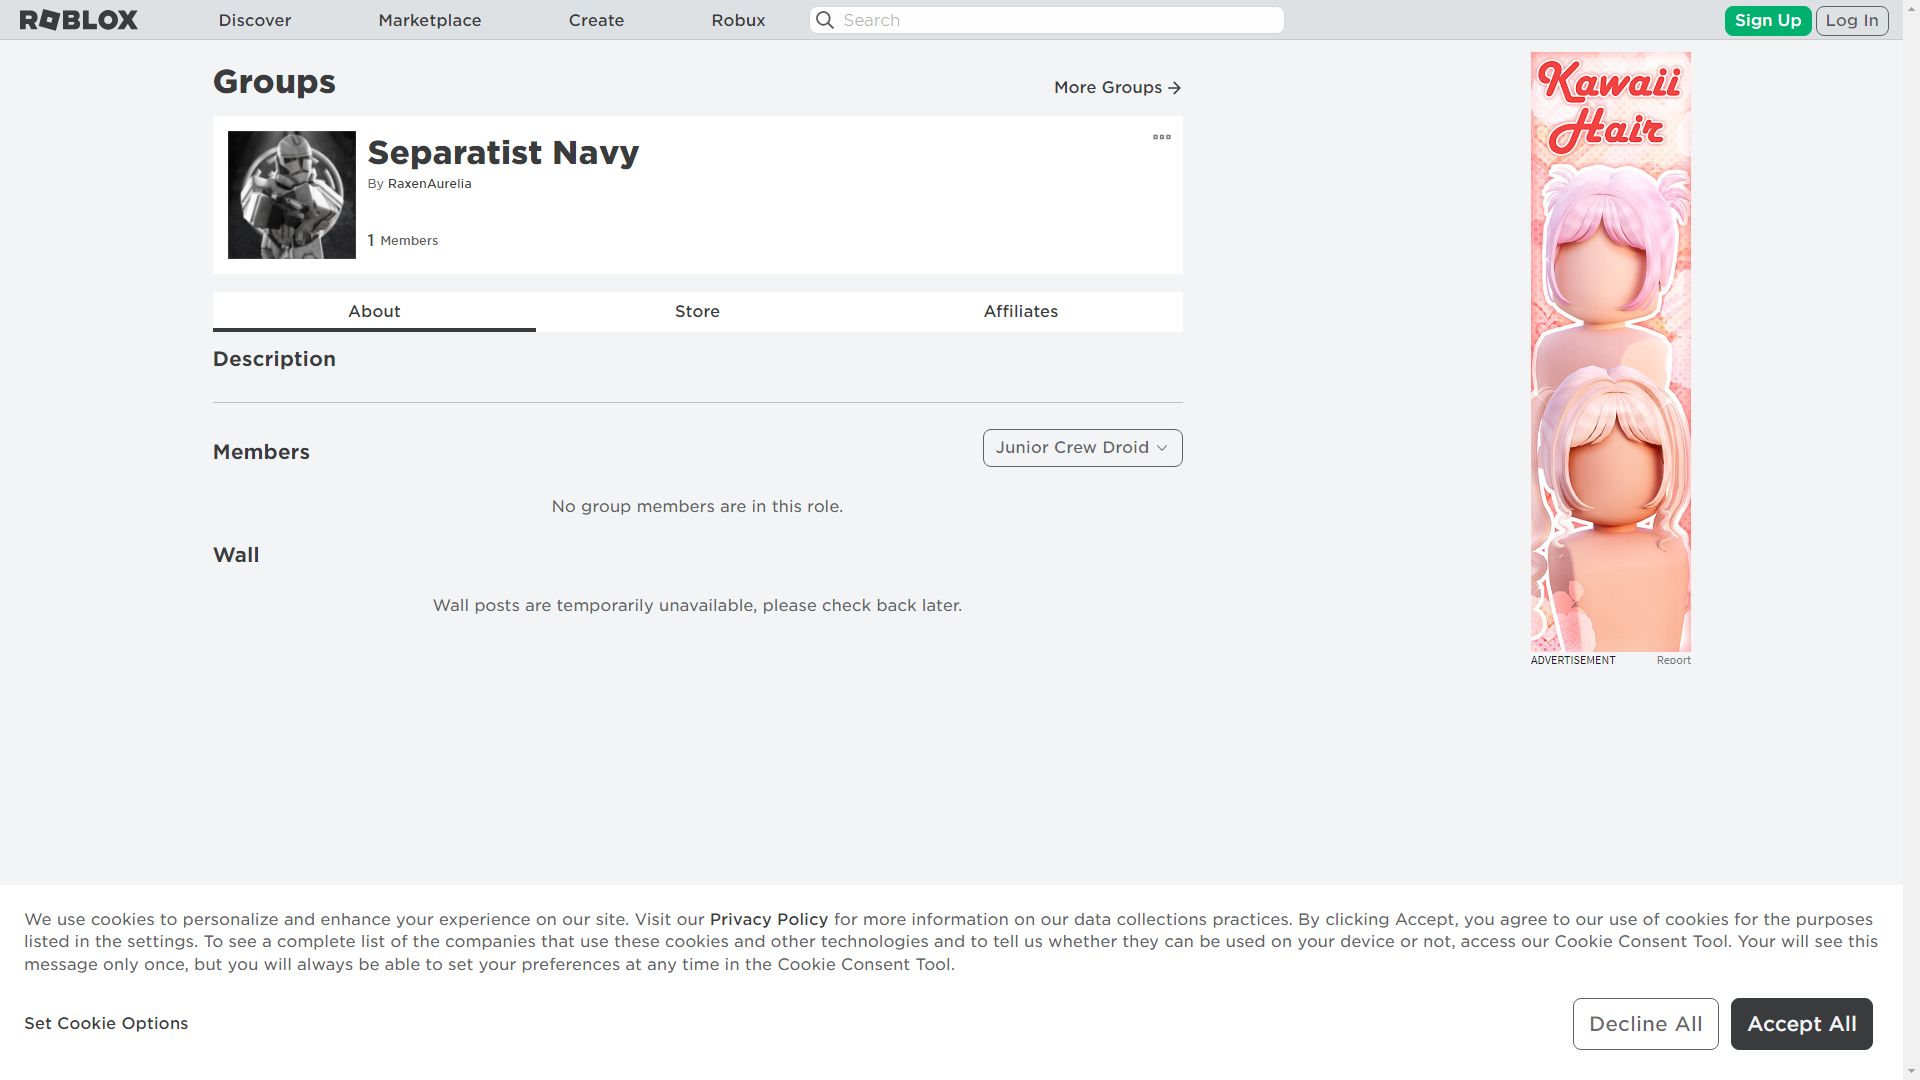 ROBLOX
Discover
Marketplace
Create
Robux
Search
Sign Up
Log In
Groups
More Groups
Separatist Navy
By RaxenAurelia
1 Members
About
Store
Affiliates
Description
Members
Junior Crew Droid
No group members are in this role.
Wall
Wall posts are temporarily unavailable, please check back later.
Kawaii
Hair
ADVERTISEMENT
Report
We use cookies to personalize and enhance your experience on our site. Visit our Privacy Policy for more information on our data collections practices. By clicking Accept, you agree to our use of cookies for the purposes
listed in the settings. To see a complete list of the companies that use these cookies and other technologies and to tell us whether they can be used on your device or not, access our Cookie Consent Tool. Your will see this
message only once, but you will always be able to set your preferences at any time in the Cookie Consent Tool.
Set Cookie Options
Decline All
Accept All